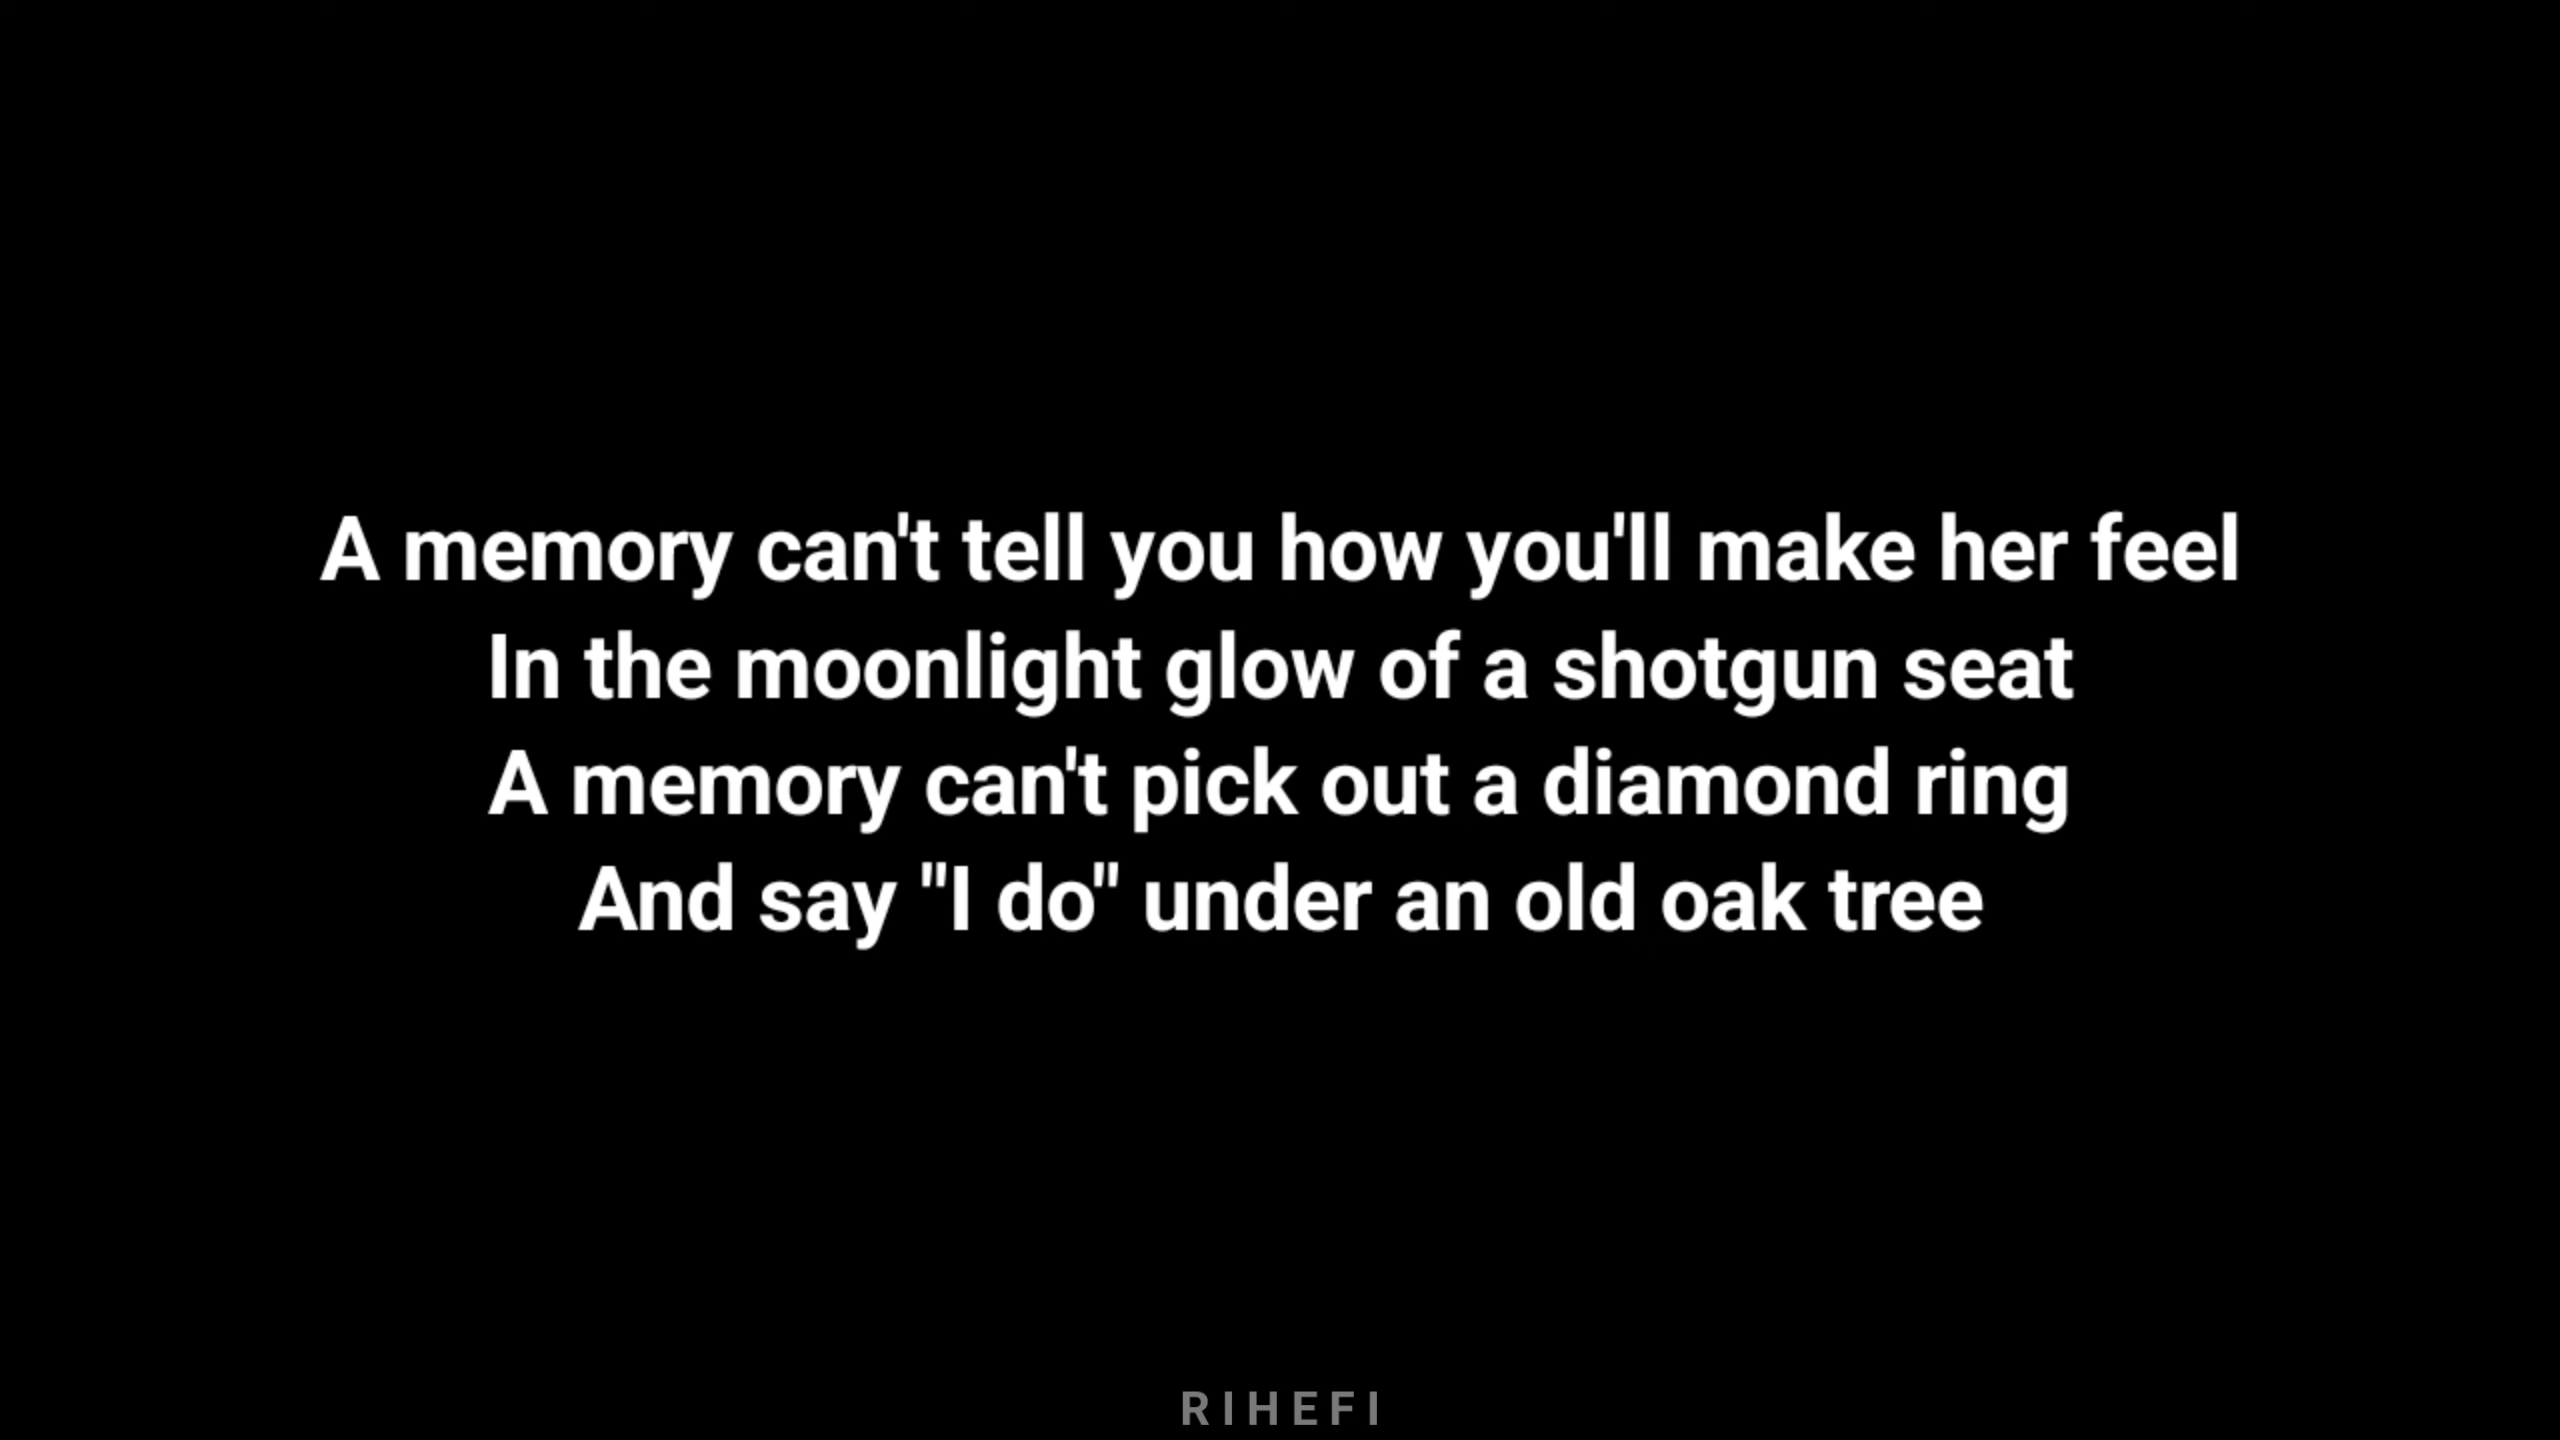 A memory can't tell you how you'll make her feel
In the moonlight glow of a shotgun seat
A memory can't pick out a diamond ring
And say "I do" under an old oak tree
RIHEFI